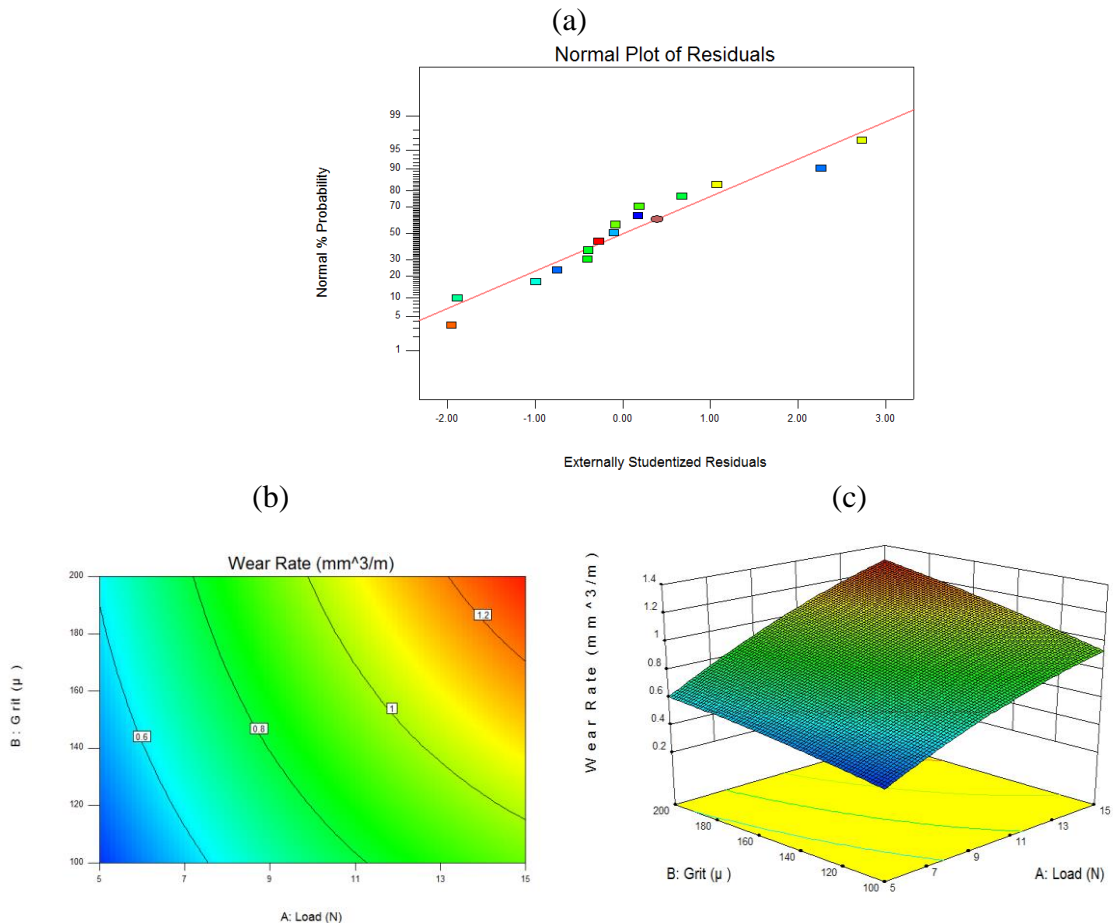 (a)
Normal Plot of Residuals
Normal % Probability
99
95
90
80
70
50
30
20
10
5
1
-2.00 -1.00 0.00 1.00 2.00 3.00
Externally Studentized Residuals
(b)
Wear Rate (mm^3/m)
B: Grit (µ)
200
180
160
140
120
100
0.6
0.8
1
1.2
5 7 9 11 13 15
A: Load (N)
(c)
Wear Rate (mm^3/m)
1.4
1.2
1
0.8
0.6
0.4
0.2
200
180
160
140
120
100
5
7
9
11
13
15
B: Grit (µ)
A: Load (N)